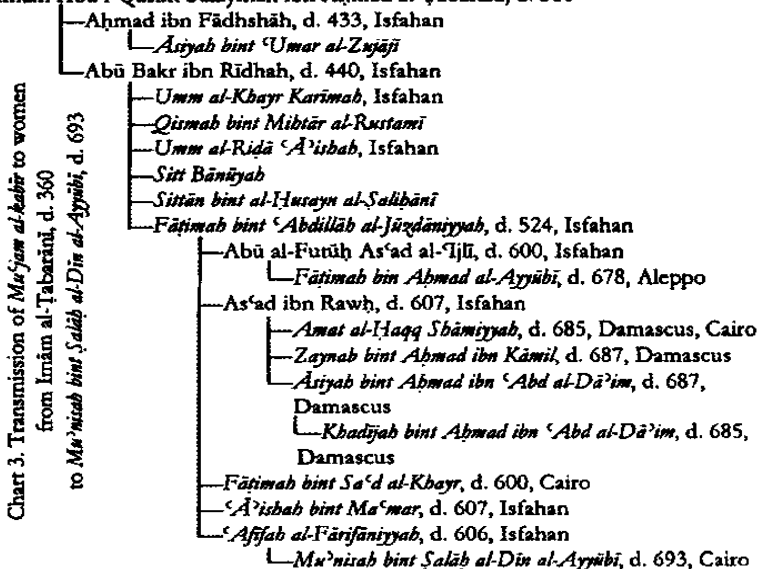 Aḥmad ibn Fādhshāh, d. 433, Isfahan
Āsiyah bint ʿUmar al-Zujājī
Abū Bakr ibn Rīdhah, d. 440, Isfahan
Umm al-Khayr Karīmah, Isfahan
Qismah bint Mihtār al-Rustamī
Umm al-Riḍā ʿĀʾishah, Isfahan
Sitt Bānūyah
Sittān bint al-Ḥusayn al-Ṣaliḥānī
Fāṭimah bint ʿAbdillāh al-Jūzdāniyyah, d. 524, Isfahan
Abū al-Futūḥ Asʿad al-ʿIjlī, d. 600, Isfahan
Fāṭimah bin Aḥmad al-Ayyūbī, d. 678, Aleppo
Asʿad ibn Rawḥ, d. 607, Isfahan
Amat al-Ḥaqq Shāmiyyah, d. 685, Damascus, Cairo
Zaynab bint Aḥmad ibn Kāmil, d. 687, Damascus
Āsiyah bint Aḥmad ibn ʿAbd al-Dāʾim, d. 687,
Damascus
Khadījah bint Aḥmad ibn ʿAbd al-Dāʾim, d. 685,
Damascus
Fāṭimah bint Saʿd al-Khayr, d. 600, Cairo
ʿĀʾishah bint Maʿmar, d. 607, Isfahan
ʿAfīfah al-Fārifāniyyah, d. 606, Isfahan
Muʾnisah bint Ṣalāḥ al-Dīn al-Ayyūbī, d. 693, Cairo
Chart 3. Transmission of Muʿjam al-kabīr to women
from Imām al-Ṭabarānī, d. 360
to Muʾnisah bint Ṣalāḥ al-Dīn al-Ayyūbī, d. 693